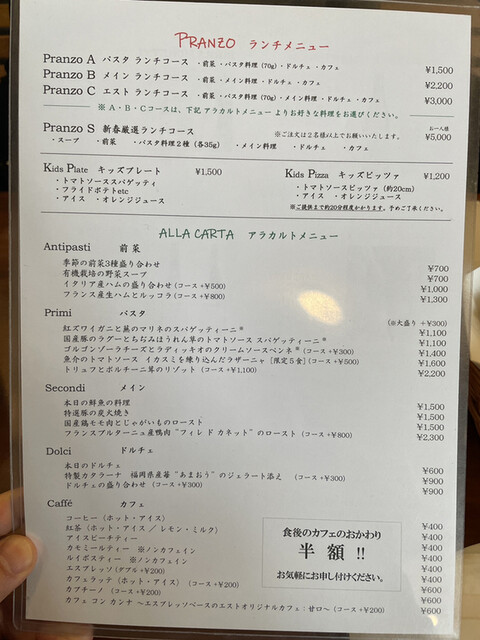 PRANZO ランチメニュー
Pranzo A パスタ ランチコース ・前菜 ・パスタ料理 (70g) ・ドルチェ ・カフェ ¥1,500
Pranzo B メイン ランチコース ・前菜 ・メイン料理 ・ドルチェ ・カフェ ¥2,200
Pranzo C エスト ランチコース ・前菜 ・パスタ料理 (70g) ・メイン料理 ・ドルチェ ・カフェ ¥3,000
※ A・B・Cコースは、下記 アラカルトメニュー よりお好きな料理をお選びください。
Pranzo S 新春厳選ランチコース ※ご注文は2名様以上でお願いいたします。 お一人様 ¥5,000
・スープ ・前菜 ・パスタ料理2種 (各35g) ・メイン料理 ・ドルチェ ・カフェ
Kids Plate キッズプレート ¥1,500
・トマトソーススパゲッティ
・フライドポテトetc
・アイス ・オレンジジュース
Kids Pizza キッズピッツァ ¥1,200
・トマトソースピッツァ (約20cm)
・アイス ・オレンジジュース
※ご提供まで約20分程度かかります。予めご了承ください。
ALLA CARTA アラカルトメニュー
Antipasti 前菜
季節の前菜3種盛り合わせ ¥700
有機栽培の野菜スープ ¥700
イタリア産ハムの盛り合わせ (コース +¥500) ¥1,000
フランス産生ハムとルッコラ (コース +¥800) ¥1,300
Primi パスタ (※大盛り +¥300)
紅ズワイガニと蕪のマリネのスパゲッティーニ※ ¥1,100
国産豚のラグーとちぢみほうれん草のトマトソース スパゲッティーニ※ ¥1,100
ゴルゴンゾーラチーズとラディッキオのクリームソースペンネ※ (コース +¥300) ¥1,400
魚介のトマトソース イカスミを練り込んだラザーニャ [限定5食] (コース +¥500) ¥1,600
トリュフとポルチーニ茸のリゾット (コース +¥1,100) ¥2,200
Secondi メイン
本日の鮮魚の料理 ¥1,500
特選豚の炭火焼き ¥1,500
国産鶏モモ肉とじゃがいものロースト ¥1,500
フランスブルターニュ産鴨肉“フィレ ド カネット”のロースト (コース +¥800) ¥2,300
Dolci ドルチェ
本日のドルチェ ¥600
特製カタラーナ 福岡県産苺“あまおう”のジェラート添え (コース +¥300) ¥900
ドルチェの盛り合わせ (コース +¥300) ¥900
Caffé カフェ
コーヒー (ホット・アイス) ¥400
紅茶 (ホット・アイス / レモン・ミルク) ¥400
アイスピーチティー ¥400
カモミールティー ※ノンカフェイン ¥400
ルイボスティー ※ノンカフェイン ¥400
エスプレッソ (ダブル +¥200) ¥400
カフェラッテ (ホット・アイス) (コース +¥200) ¥600
カプチーノ (コース +¥200) ¥600
カフェ コン カンナ ～エスプレッソベースのエストオリジナルカフェ：甘口～ (コース +¥200) ¥600
食後のカフェのおかわり
半額 !!
お気軽にお申し付けください。